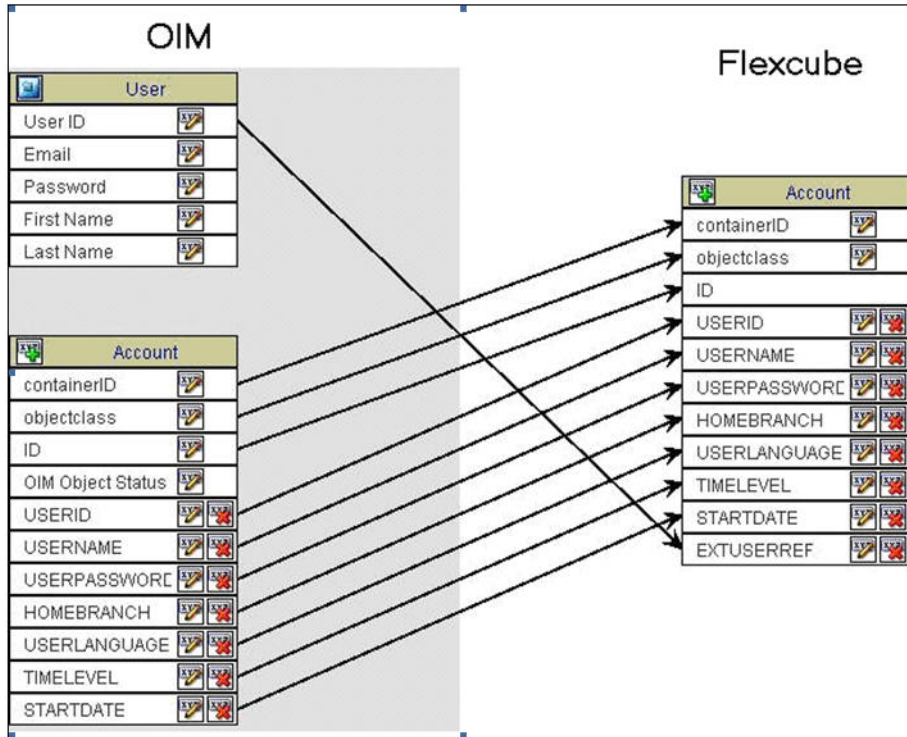 OIM
User
User ID
Email
Password
First Name
Last Name
Account
containerID
objectclass
ID
OIM Object Status
USERID
USERNAME
USERPASSWORD
HOMEBRANCH
USERLANGUAGE
TIMELEVEL
STARTDATE
Flexcube
Account
containerID
objectclass
ID
USERID
USERNAME
USERPASSWORD
HOMEBRANCH
USERLANGUAGE
TIMELEVEL
STARTDATE
EXTUSERREF